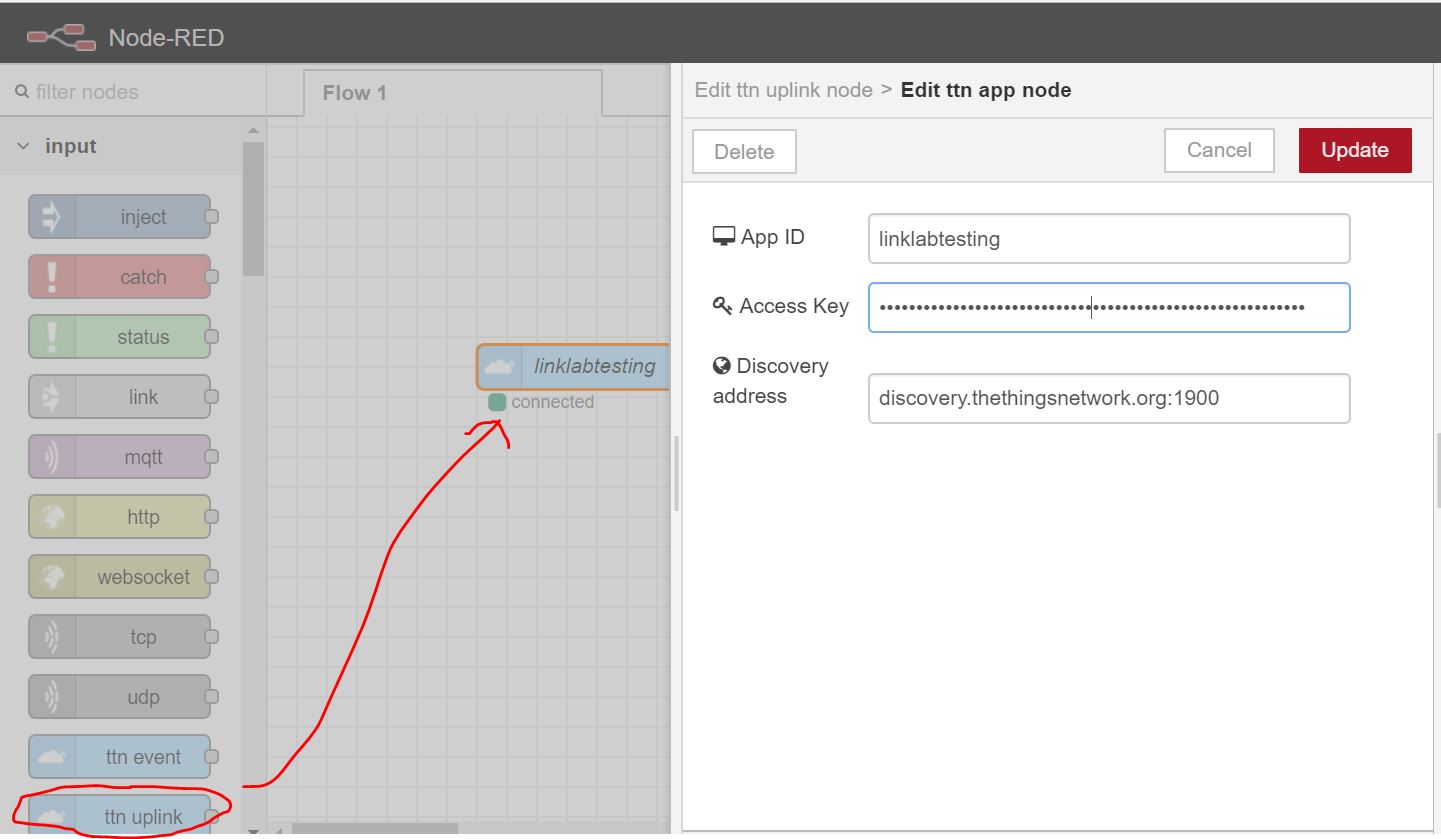 Node-RED
filter nodes
Flow 1
input
inject
catch
status
link
mqtt
http
websocket
tcp
udp
ttn event
ttn uplink
linklabtesting
connected
Edit ttn uplink node > Edit ttn app node
Delete
Cancel
Update
App ID
linklabtesting
Access Key
Discovery
address
discovery.thethingsnetwork.org:1900